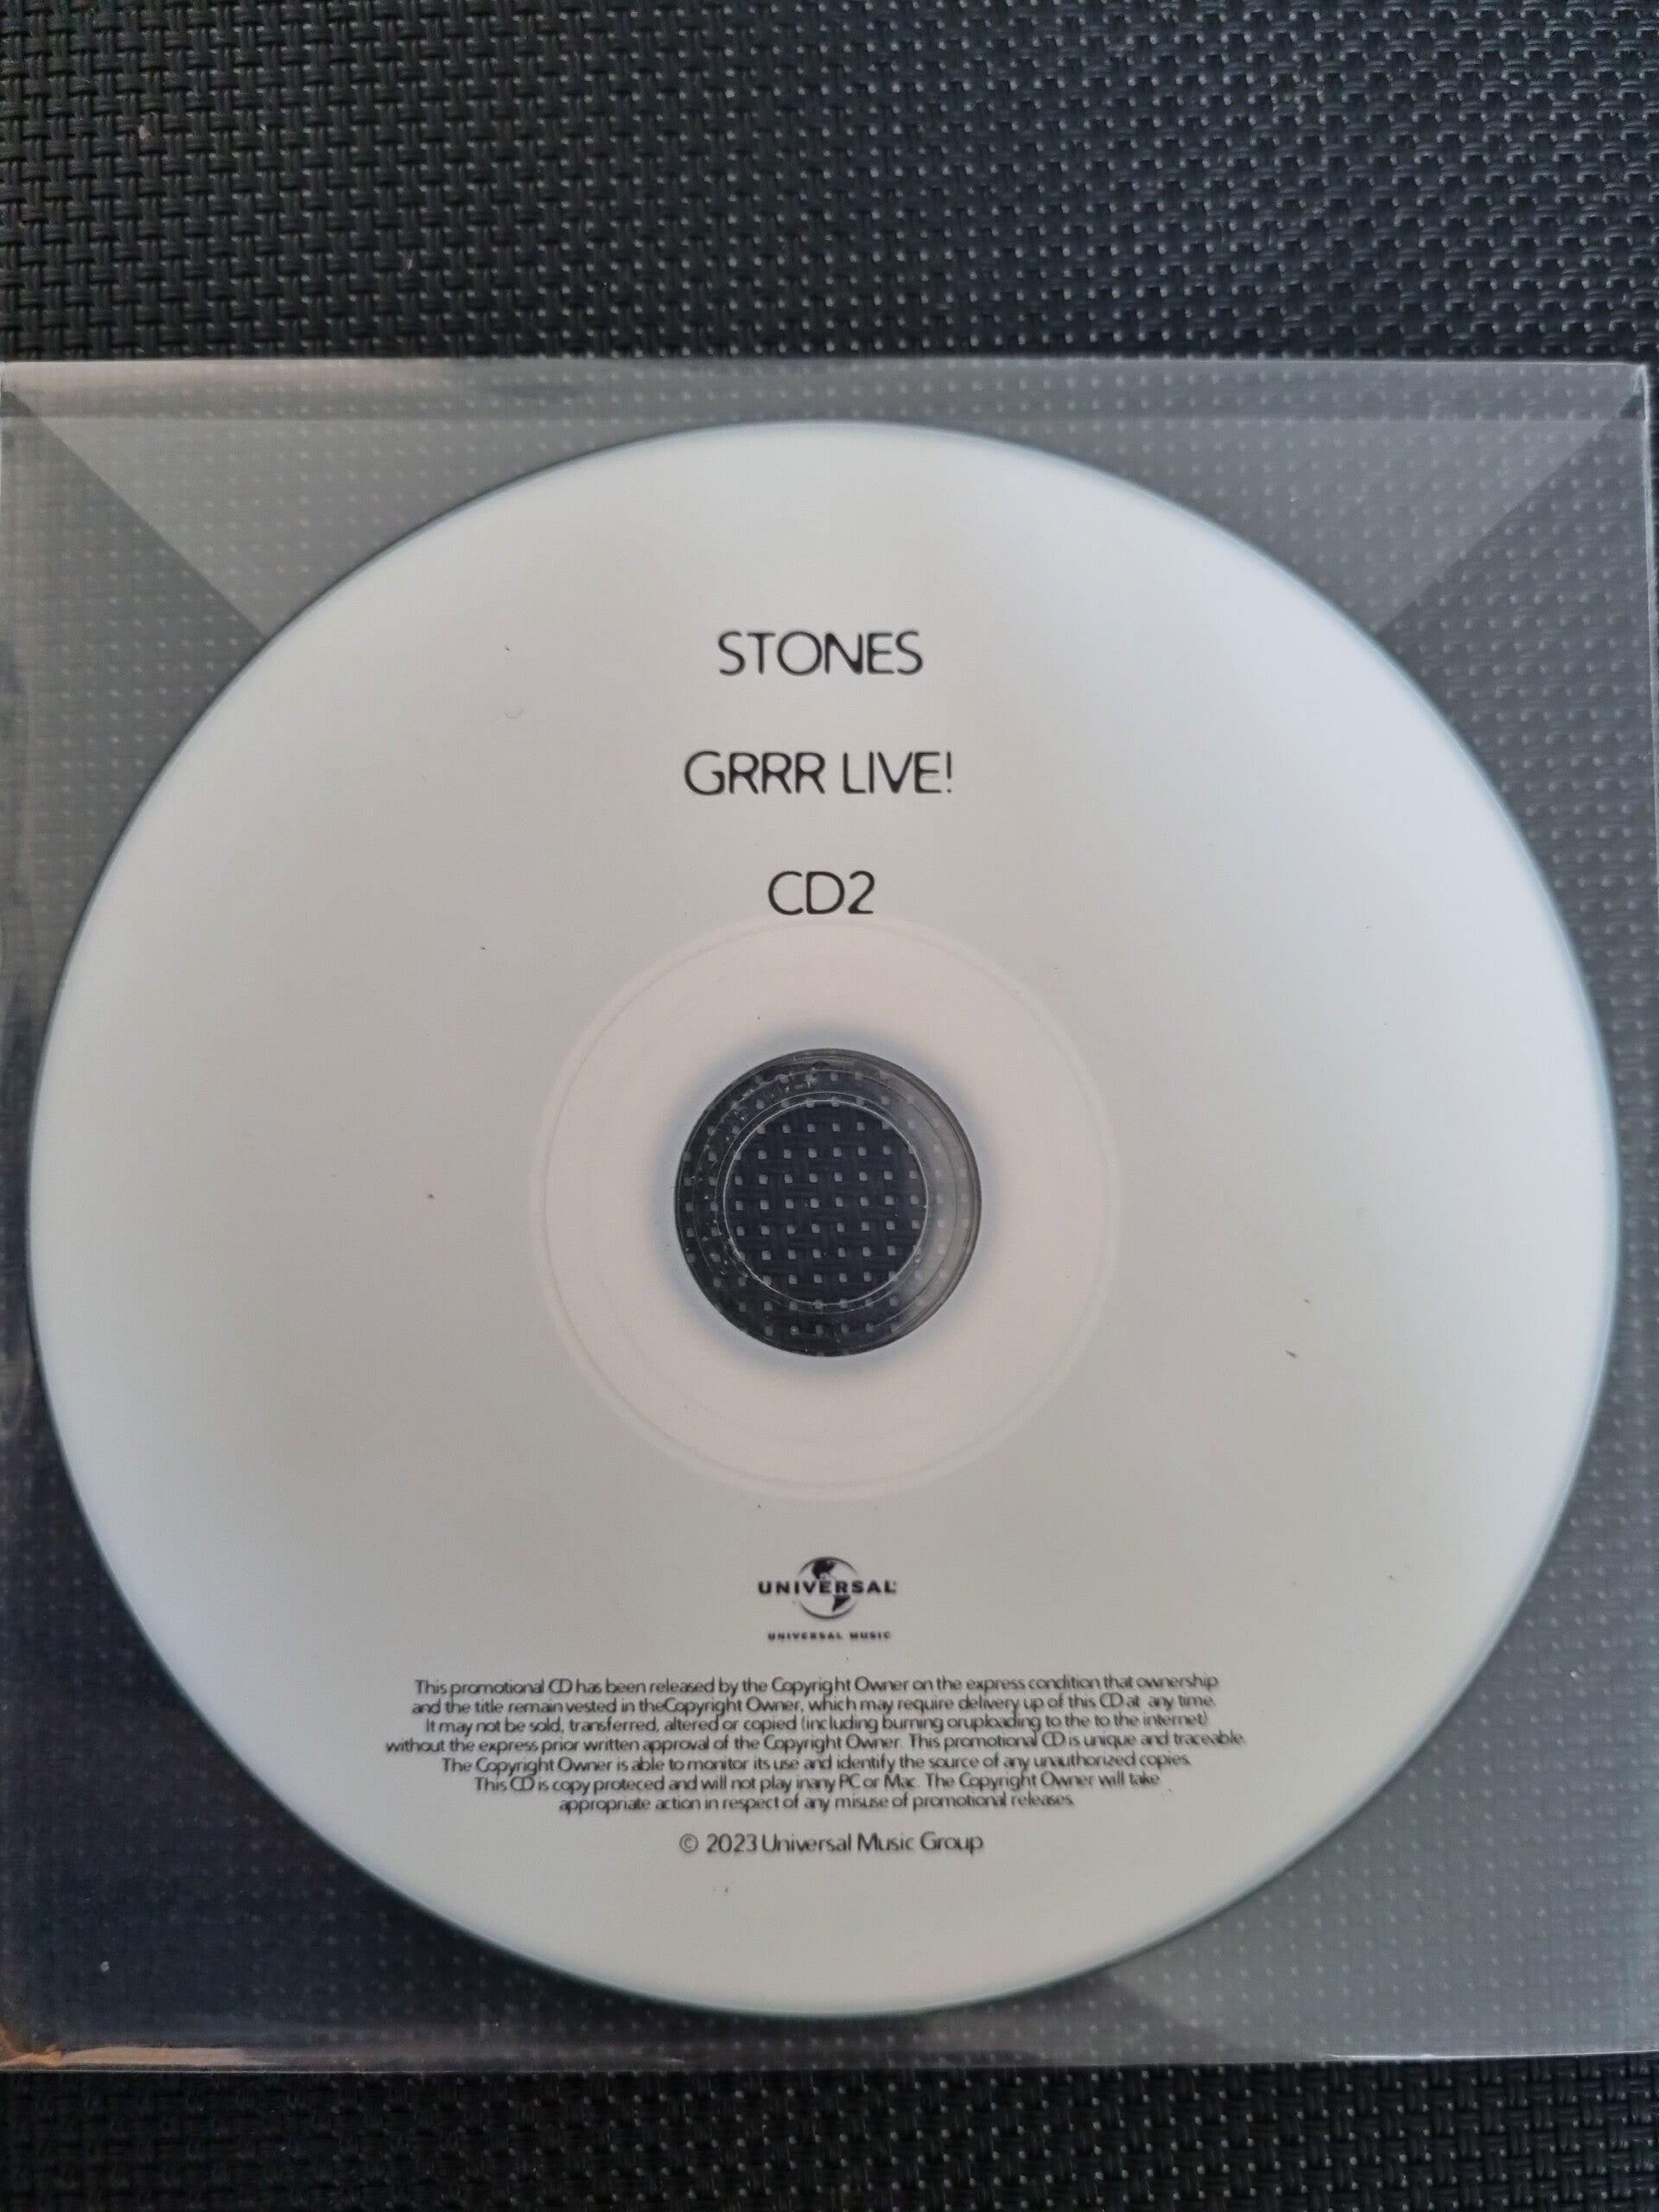 STONES
GRRR LIVE!
CD2
UNIVERSAL
UNIVERSAL MUSIC
This promotional CD has been released by the Copyright Owner on the express condition that ownership
and the title remain vested in theCopyright Owner, which may require delivery up of this CD at any time.
It may not be sold, transferred, altered or copied (including burning oruploading to the to the internet)
without the express prior written approval of the Copyright Owner. This promotional CD is unique and traceable.
The Copyright Owner is able to monitor its use and identify the source of any unauthorized copies.
This CD is copy proteced and will not play inany PC or Mac. The Copyright Owner will take
appropriate action in respect of any misuse of promotional releases.
© 2023 Universal Music Group